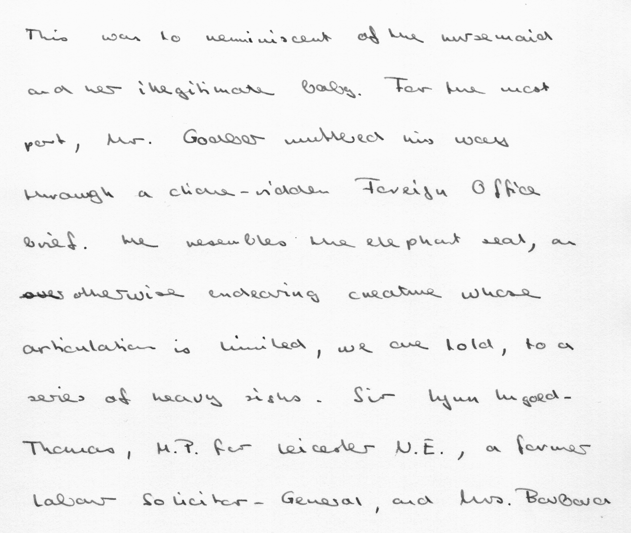 This was to reminiscent of the nursemaid
and her illegitimate baby. For the most
part, Mr. Godber muttered his way
through a cliche-ridden Foreign Office
brief. He resembles the elephant seal, an
otherwise endearing creature whose
articulation is limited, we are told, to a
series of heavy sighs. Sir Lynn Ungoed-
Thomas, M.P. for Leicester N.E., a former
Labour Solicitor-General, and Mrs. Barbara